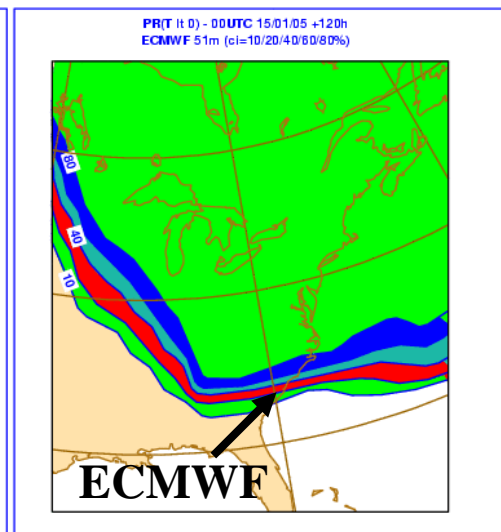 PR(T lt 0) - 00UTC 15/01/05 +120h
ECMWF 51m (ci=10/20/40/60/80%)
80
40
10
ECMWF